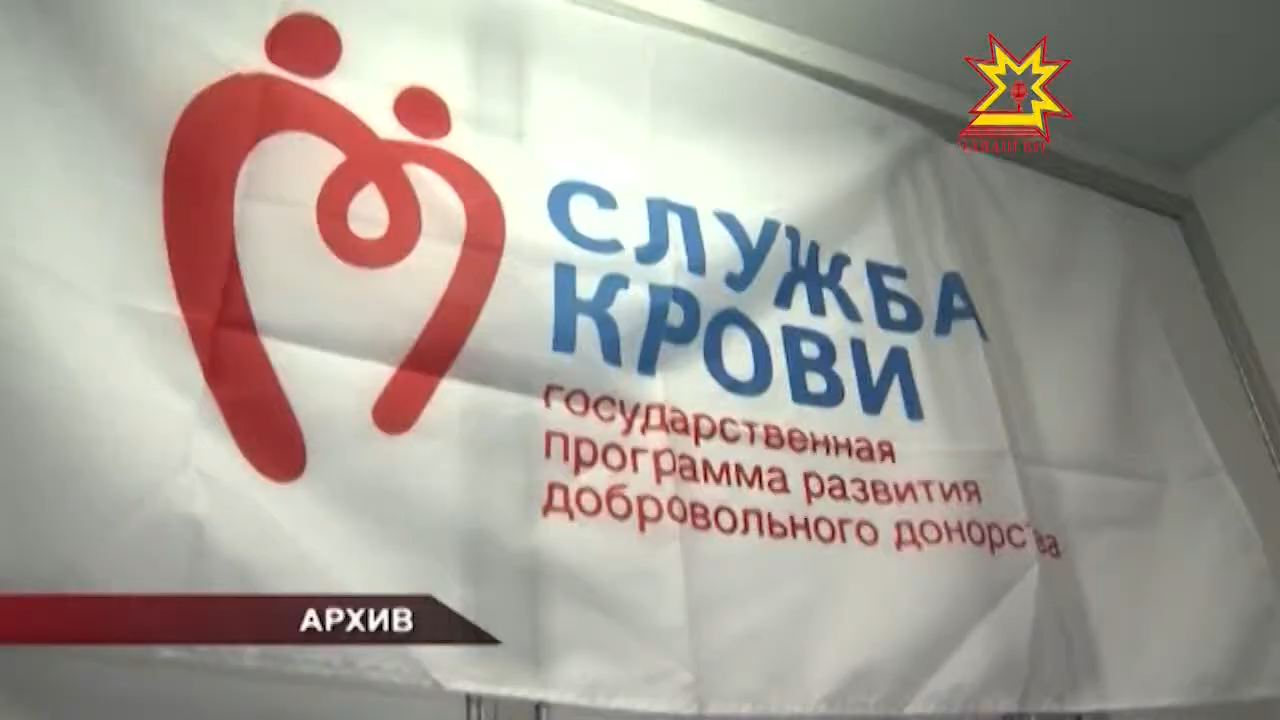 СЛУЖБА
КРОВИ
государственная
программа развития
добровольного донорства
АРХИВ